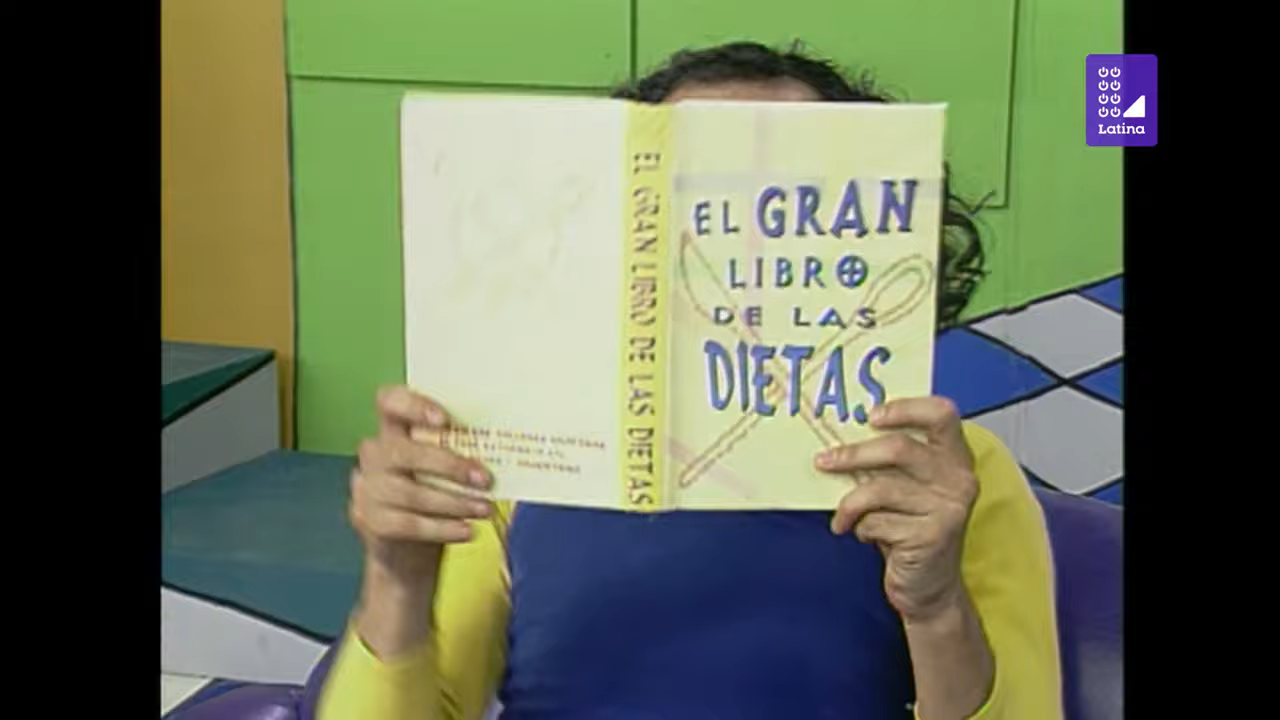 EL GRAN
LIBRO
DE LAS
DIETAS
EL GRAN LIBRO DE LAS DIETAS
Latina